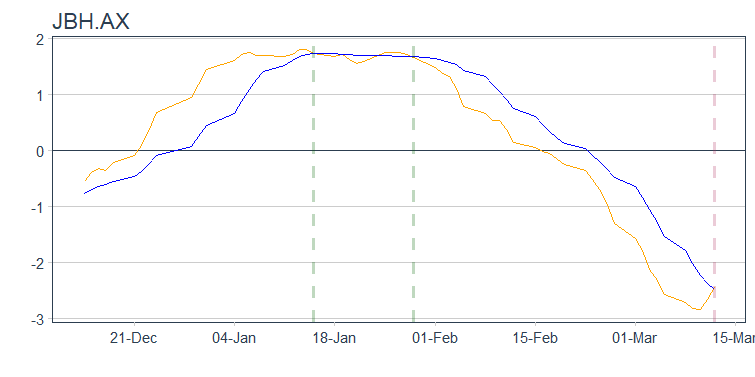 JBH.AX
2
1
0
-1
-2
-3
21-Dec
04-Jan
18-Jan
01-Feb
15-Feb
01-Mar
15-Mar